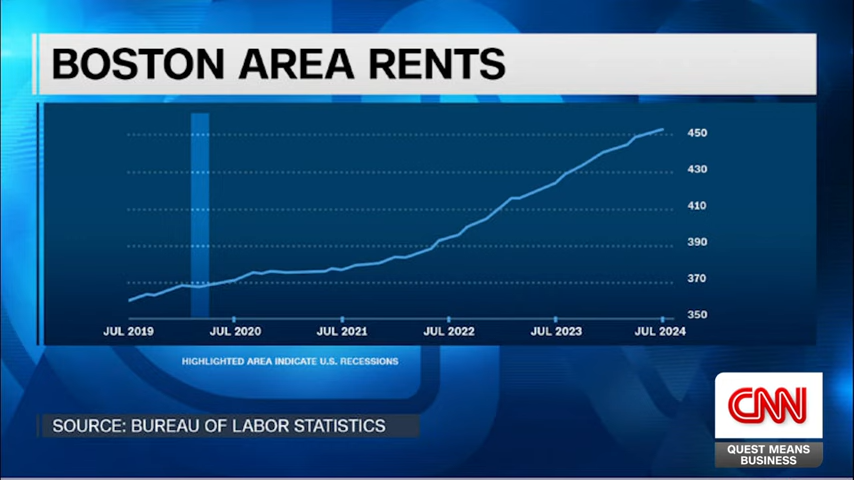 BOSTON AREA RENTS
450
430
410
390
370
350
JUL 2019 JUL 2020 JUL 2021 JUL 2022 JUL 2023 JUL 2024
HIGHLIGHTED AREA INDICATE U.S. RECESSIONS
SOURCE: BUREAU OF LABOR STATISTICS
CNN
QUEST MEANS
BUSINESS